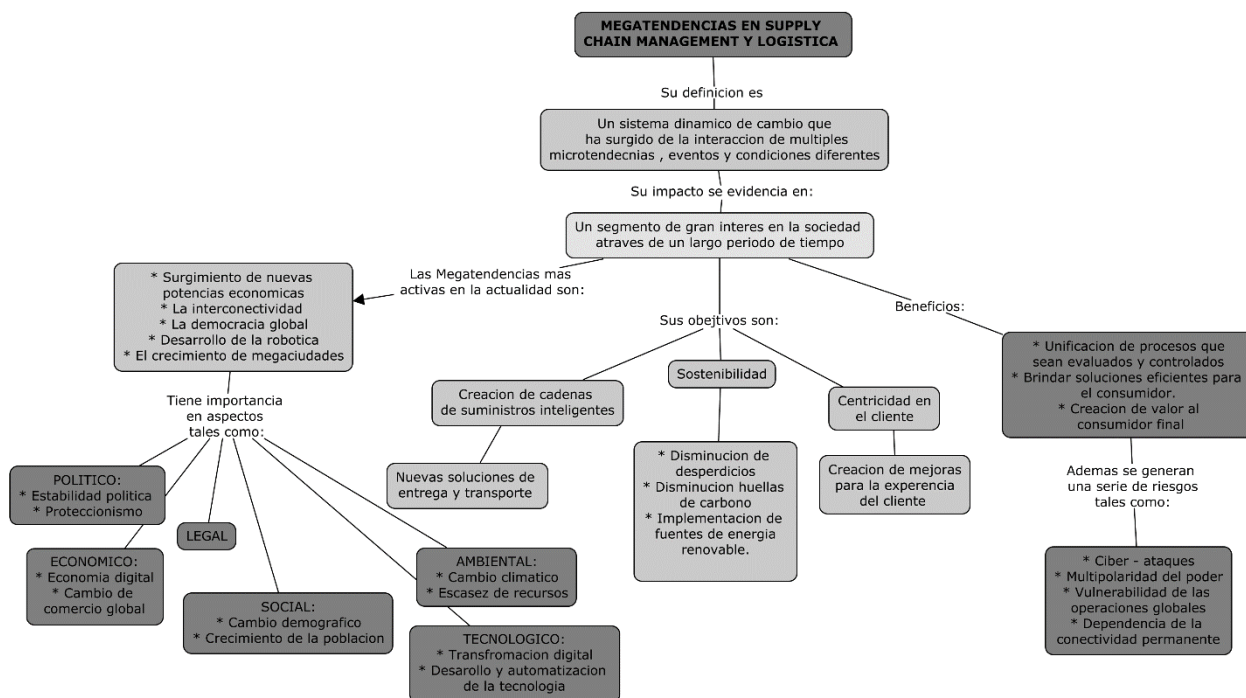 MEGATENDENCIAS EN SUPPLY
CHAIN MANAGEMENT Y LOGISTICA
Su definicion es
Un sistema dinamico de cambio que
ha surgido de la interaccion de multiples
microtendecnias , eventos y condiciones diferentes
Su impacto se evidencia en:
Un segmento de gran interes en la sociedad
atraves de un largo periodo de tiempo
Las Megatendencias mas
activas en la actualidad son:
* Surgimiento de nuevas
potencias economicas
* La interconectividad
* La democracia global
* Desarrollo de la robotica
* El crecimiento de megaciudades
Tiene importancia
en aspectos
tales como:
POLITICO:
* Estabilidad politica
* Proteccionismo
ECONOMICO:
* Economia digital
* Cambio de
comercio global
LEGAL
SOCIAL:
* Cambio demografico
* Crecimiento de la poblacion
AMBIENTAL:
* Cambio climatico
* Escasez de recursos
TECNOLOGICO:
* Transfromacion digital
* Desarollo y automatizacion
de la tecnologia
Sus obejtivos son:
Creacion de cadenas
de suministros inteligentes
Nuevas soluciones de
entrega y transporte
Sostenibilidad
* Disminucion de
desperdicios
* Disminucion huellas
de carbono
* Implementacion de
fuentes de energia
renovable.
Centricidad en
el cliente
Creacion de mejoras
para la experencia
del cliente
Beneficios:
* Unificacion de procesos que
sean evaluados y controlados
* Brindar soluciones eficientes para
el consumidor.
* Creacion de valor al
consumidor final
Ademas se generan
una serie de riesgos
tales como:
* Ciber - ataques
* Multipolaridad del poder
* Vulnerabilidad de las
operaciones globales
* Dependencia de la
conectividad permanente